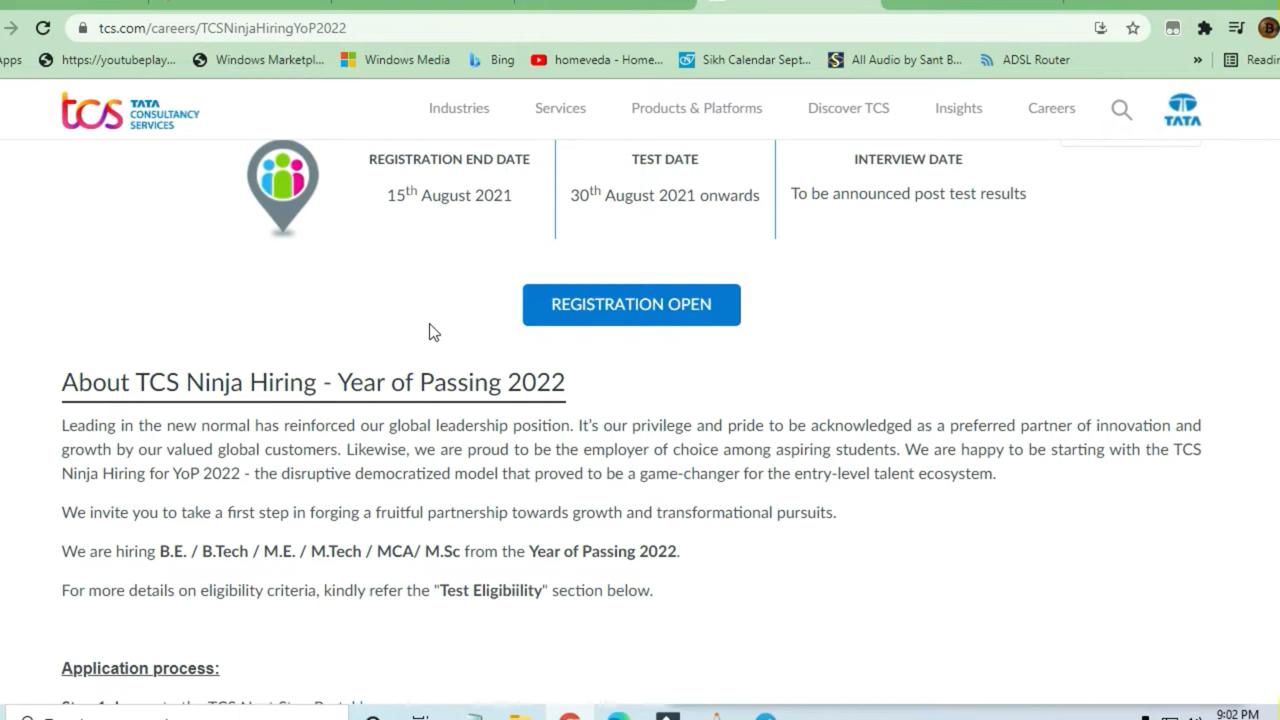 tcs.com/careers/TCSNinjaHiringYoP2022
Apps https://youtubeplay... Windows Marketpl... Windows Media Bing homeveda - Home... Sikh Calendar Sept... All Audio by Sant B... ADSL Router » Readin
tcs TATA CONSULTANCY SERVICES
Industries Services Products & Platforms Discover TCS Insights Careers TATA
REGISTRATION END DATE TEST DATE INTERVIEW DATE
15th August 2021 30th August 2021 onwards To be announced post test results
REGISTRATION OPEN
About TCS Ninja Hiring - Year of Passing 2022
Leading in the new normal has reinforced our global leadership position. It's our privilege and pride to be acknowledged as a preferred partner of innovation and
growth by our valued global customers. Likewise, we are proud to be the employer of choice among aspiring students. We are happy to be starting with the TCS
Ninja Hiring for YoP 2022 - the disruptive democratized model that proved to be a game-changer for the entry-level talent ecosystem.
We invite you to take a first step in forging a fruitful partnership towards growth and transformational pursuits.
We are hiring B.E. / B.Tech / M.E. / M.Tech / MCA/ M.Sc from the Year of Passing 2022.
For more details on eligibility criteria, kindly refer the "Test Eligibiility" section below.
Application process:
9:02 PM